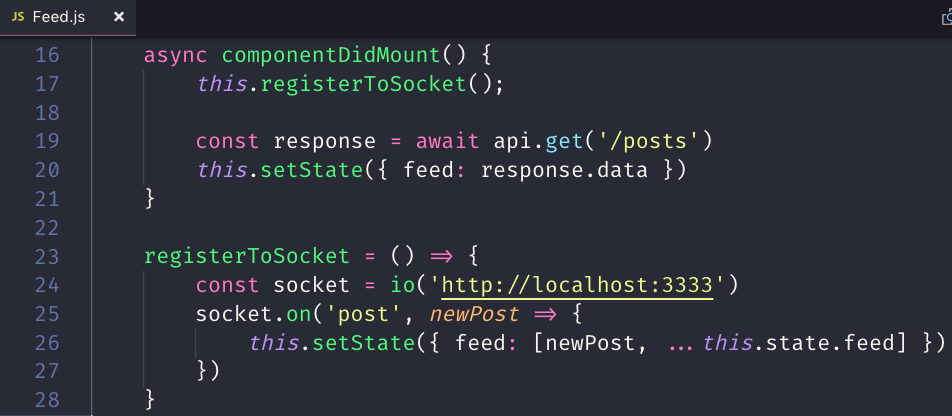 JS Feed.js ×
16 async componentDidMount() {
17 this.registerToSocket();
18
19 const response = await api.get('/posts')
20 this.setState({ feed: response.data })
21 }
22
23 registerToSocket = () => {
24 const socket = io('http://localhost:3333')
25 socket.on('post', newPost => {
26 this.setState({ feed: [newPost, ...this.state.feed] })
27 })
28 }